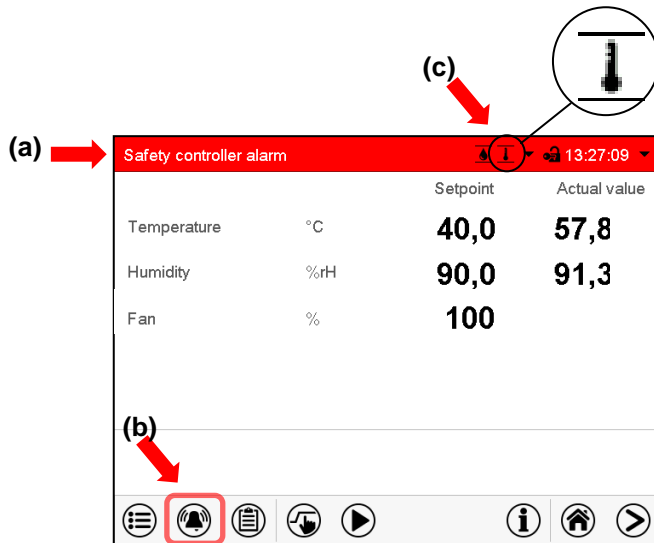 (c)
(a)
Safety controller alarm 13:27:09
Setpoint Actual value
Temperature °C 40,0 57,8
Humidity %rH 90,0 91,3
Fan % 100
(b)